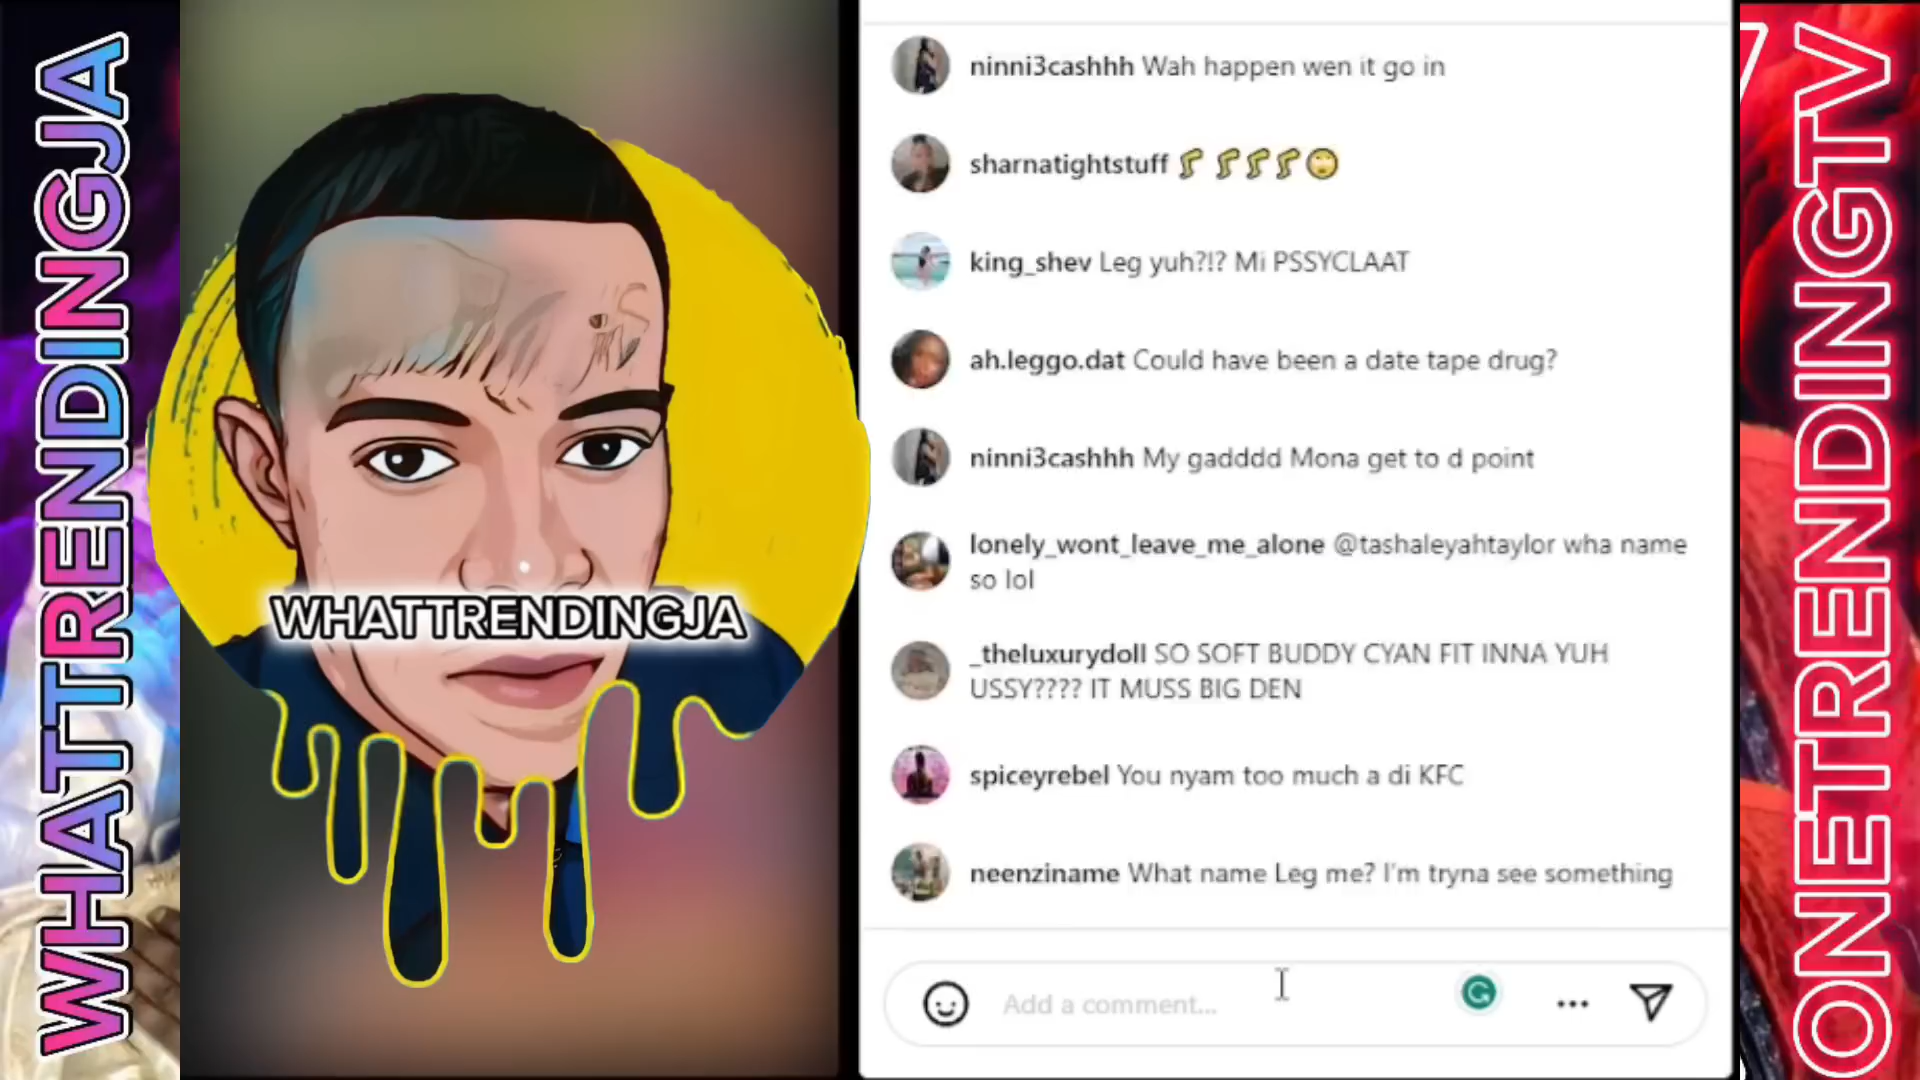 WHATTRENDINGJA
WHATTRENDINGJA
ninni3cashhh Wah happen wen it go in
sharnatightstuff
king_shev Leg yuh?!? Mi PSSYCLAAT
ah.leggo.dat Could have been a date tape drug?
ninni3cashhh My gadddd Mona get to d point
lonely_wont_leave_me_alone @tashaleyahtaylor wha name
so lol
_theluxurydoll SO SOFT BUDDY CYAN FIT INNA YUH
USSY???? IT MUSS BIG DEN
spiceyrebel You nyam too much a di KFC
neenziname What name Leg me? I'm tryna see something
Add a comment...
ONETRENDINGTV